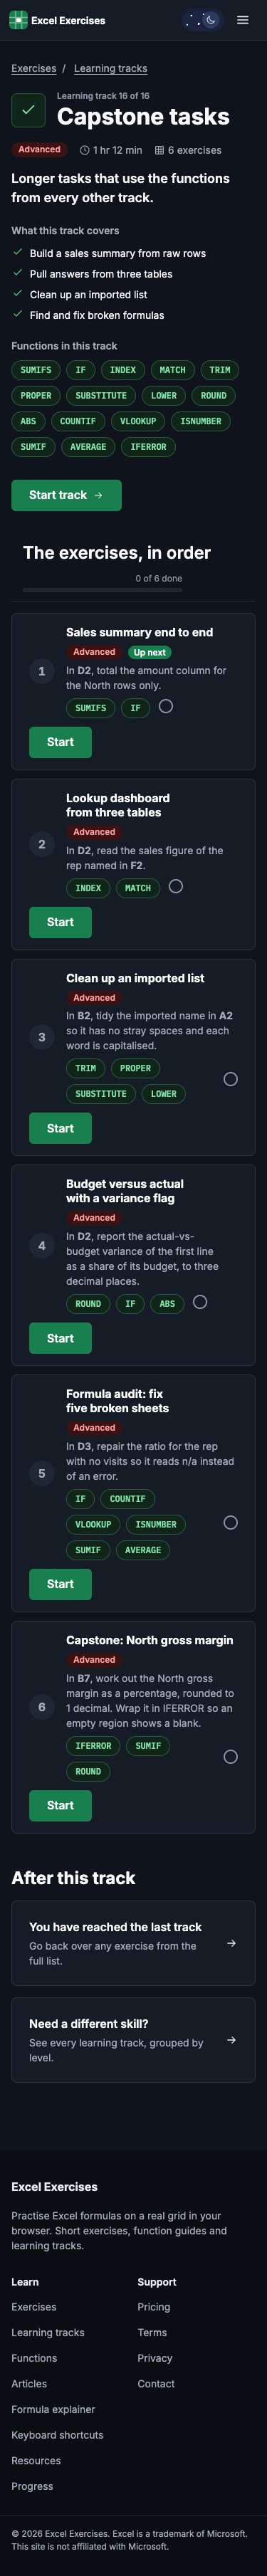 Excel Exercises
Exercises / Learning tracks
Learning track 16 of 16
Capstone tasks
Advanced 1 hr 12 min 6 exercises
Longer tasks that use the functions
from every other track.
What this track covers
Build a sales summary from raw rows
Pull answers from three tables
Clean up an imported list
Find and fix broken formulas
Functions in this track
SUMIFS IF INDEX MATCH TRIM
PROPER SUBSTITUTE LOWER ROUND
ABS COUNTIF VLOOKUP ISNUMBER
SUMIF AVERAGE IFERROR
Start track →
The exercises, in order
0 of 6 done
1
Sales summary end to end
Advanced Up next
In D2, total the amount column for
the North rows only.
SUMIFS IF
Start
2
Lookup dashboard
from three tables
Advanced
In D2, read the sales figure of the
rep named in F2.
INDEX MATCH
Start
3
Clean up an imported list
Advanced
In B2, tidy the imported name in A2
so it has no stray spaces and each
word is capitalised.
TRIM PROPER
SUBSTITUTE LOWER
Start
4
Budget versus actual
with a variance flag
Advanced
In D2, report the actual-vs-
budget variance of the first line
as a share of its budget, to three
decimal places.
ROUND IF ABS
Start
5
Formula audit: fix
five broken sheets
Advanced
In D3, repair the ratio for the rep
with no visits so it reads n/a instead
of an error.
IF COUNTIF
VLOOKUP ISNUMBER
SUMIF AVERAGE
Start
6
Capstone: North gross margin
Advanced
In B7, work out the North gross
margin as a percentage, rounded to
1 decimal. Wrap it in IFERROR so an
empty region shows a blank.
IFERROR SUMIF
ROUND
Start
After this track
You have reached the last track
Go back over any exercise from the
full list.
→
Need a different skill?
See every learning track, grouped by
level.
→
Excel Exercises
Practise Excel formulas on a real grid in your
browser. Short exercises, function guides and
learning tracks.
Learn
Exercises
Learning tracks
Functions
Articles
Formula explainer
Keyboard shortcuts
Resources
Progress
Support
Pricing
Terms
Privacy
Contact
© 2026 Excel Exercises. Excel is a trademark of Microsoft.
This site is not affiliated with Microsoft.